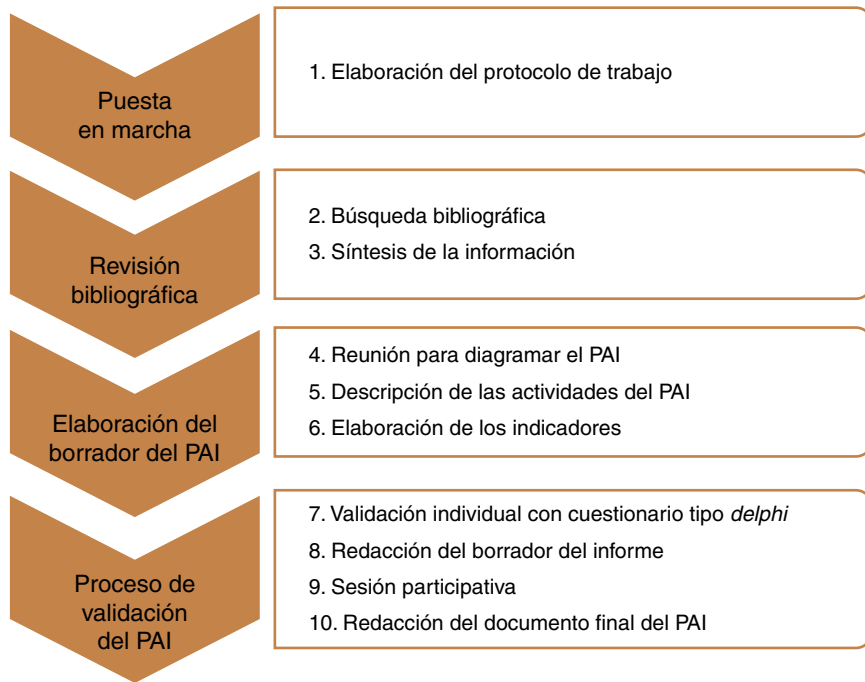 Puesta
en marcha
1. Elaboración del protocolo de trabajo
Revisión
bibliográfica
2. Búsqueda bibliográfica
3. Síntesis de la información
Elaboración del
borrador del PAI
4. Reunión para diagramar el PAI
5. Descripción de las actividades del PAI
6. Elaboración de los indicadores
Proceso de
validación
del PAI
7. Validación individual con cuestionario tipo delphi
8. Redacción del borrador del informe
9. Sesión participativa
10. Redacción del documento final del PAI